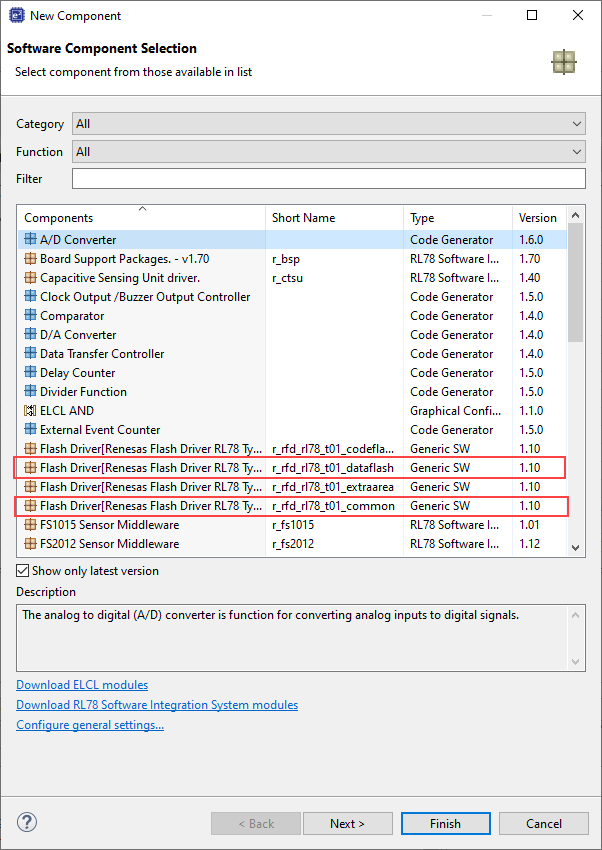 New Component
Software Component Selection
Select component from those available in list
Category All
Function All
Filter
Components Short Name Type Version
A/D Converter Code Generator 1.6.0
Board Support Packages. - v1.70 r_bsp RL78 Software I... 1.70
Capacitive Sensing Unit driver. r_ctsu RL78 Software I... 1.40
Clock Output /Buzzer Output Controller Code Generator 1.5.0
Comparator Code Generator 1.4.0
D/A Converter Code Generator 1.4.0
Data Transfer Controller Code Generator 1.4.0
Delay Counter Code Generator 1.5.0
Divider Function Code Generator 1.5.0
ELCL AND Graphical Confi... 1.1.0
External Event Counter Code Generator 1.5.0
Flash Driver[Renesas Flash Driver RL78 Ty... r_rfd_rl78_t01_codefla... Generic SW 1.10
Flash Driver[Renesas Flash Driver RL78 Ty... r_rfd_rl78_t01_dataflash Generic SW 1.10
Flash Driver[Renesas Flash Driver RL78 Ty... r_rfd_rl78_t01_extraarea Generic SW 1.10
Flash Driver[Renesas Flash Driver RL78 Ty... r_rfd_rl78_t01_common Generic SW 1.10
FS1015 Sensor Middleware r_fs1015 RL78 Software I... 1.01
FS2012 Sensor Middleware r_fs2012 RL78 Software I... 1.12
Show only latest version
Description
The analog to digital (A/D) converter is function for converting analog inputs to digital signals.
Download ELCL modules
Download RL78 Software Integration System modules
Configure general settings...
? < Back Next > Finish Cancel